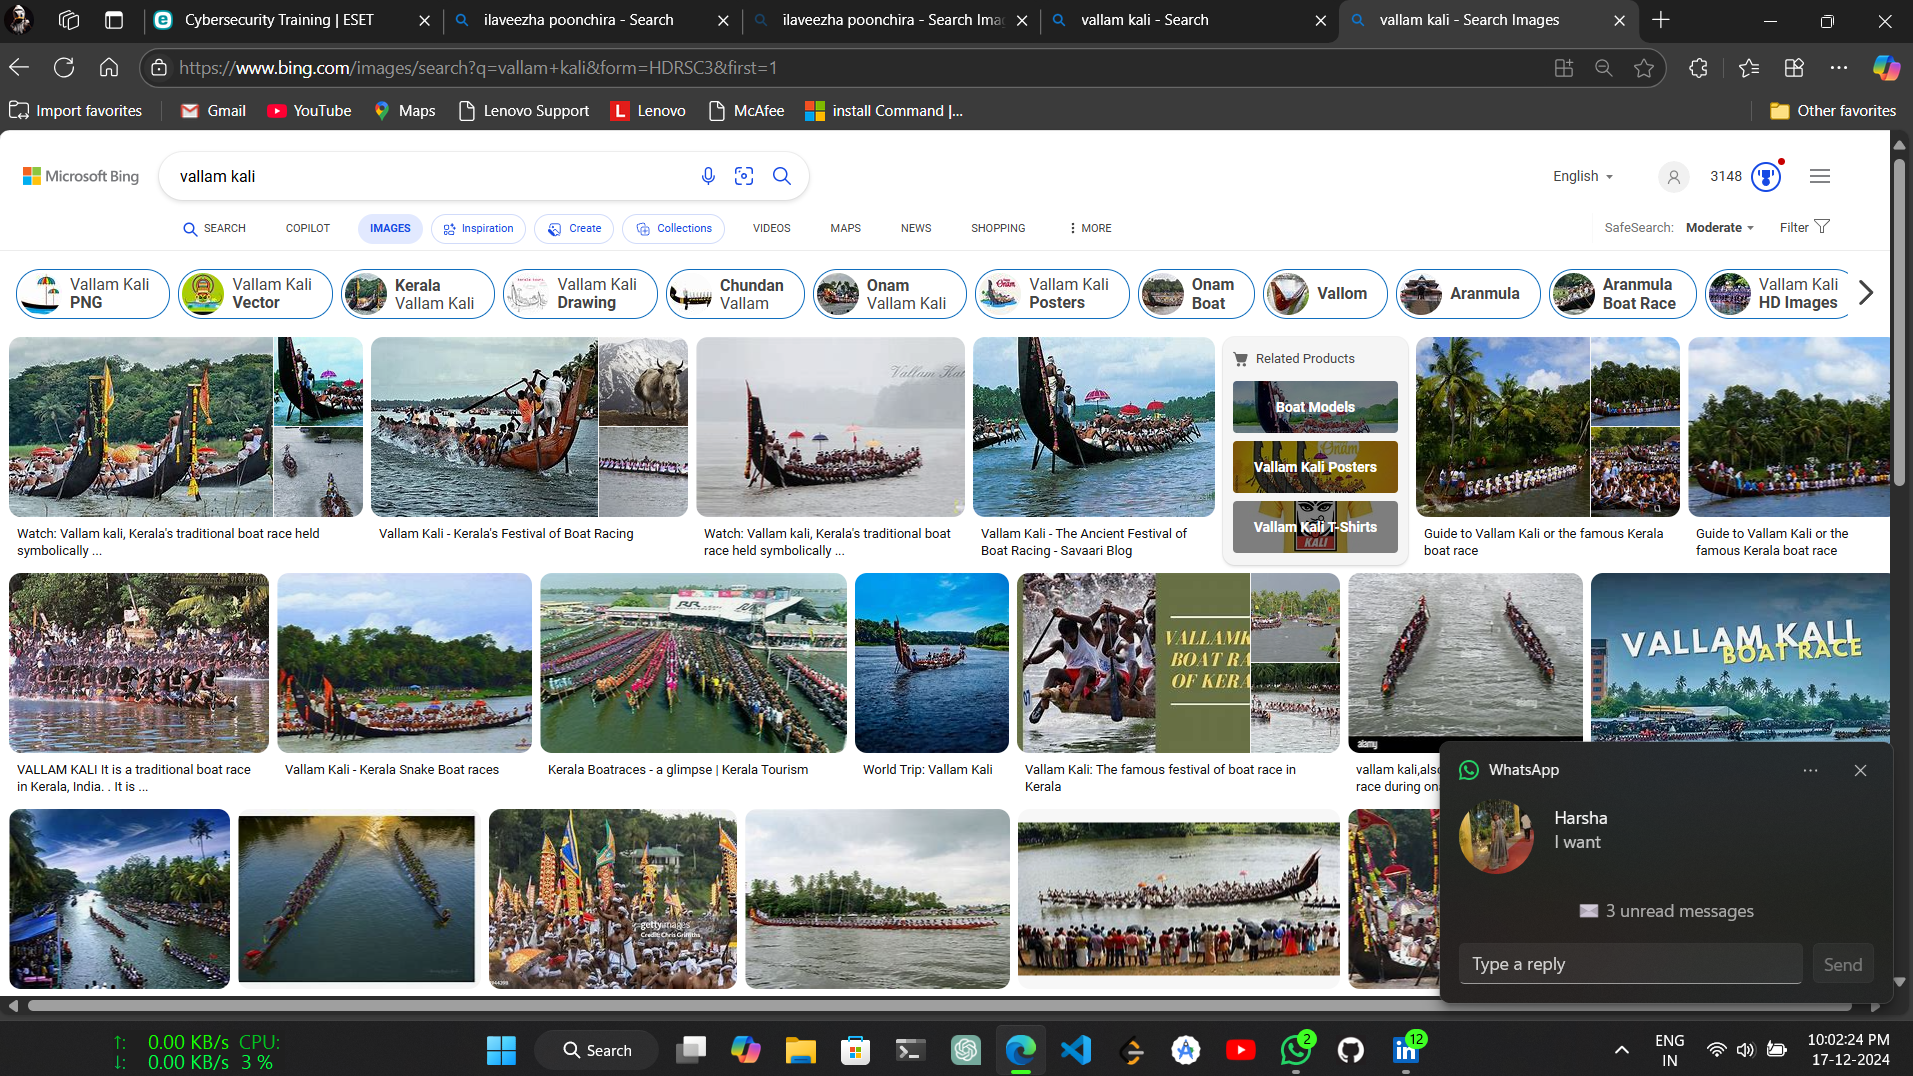 Cybersecurity Training | ESET
ilaveezha poonchira - Search
ilaveezha poonchira - Search Ima
vallam kali - Search
vallam kali - Search Images
https://www.bing.com/images/search?q=vallam+kali&form=HDRSC3&first=1
Import favorites
Gmail
YouTube
Maps
Lenovo Support
Lenovo
McAfee
install Command |...
Other favorites
Microsoft Bing
vallam kali
English
3148
SEARCH
COPILOT
IMAGES
Inspiration
Create
Collections
VIDEOS
MAPS
NEWS
SHOPPING
MORE
SafeSearch: Moderate
Filter
Vallam Kali
PNG
Vallam Kali
Vector
Kerala
Vallam Kali
Vallam Kali
Drawing
Chundan
Vallam
Onam
Vallam Kali
Vallam Kali
Posters
Onam
Boat
Vallom
Aranmula
Aranmula
Boat Race
Vallam Kali
HD Images
Vallam Kal
Related Products
Boat Models
Vallam Kali Posters
Vallam Kali T-Shirts
KALI
Watch: Vallam kali, Kerala's traditional boat race held
symbolically ...
Vallam Kali - Kerala's Festival of Boat Racing
Watch: Vallam kali, Kerala's traditional boat
race held symbolically ...
Vallam Kali - The Ancient Festival of
Boat Racing - Savaari Blog
Guide to Vallam Kali or the famous Kerala
boat race
Guide to Vallam Kali or the
famous Kerala boat race
VALLAMK
BOAT RA
OF KERA
alamy
VALLAM KALI
BOAT RACE
VALLAM KALI It is a traditional boat race
in Kerala, India. . It is ...
Vallam Kali - Kerala Snake Boat races
Kerala Boatraces - a glimpse | Kerala Tourism
World Trip: Vallam Kali
Vallam Kali: The famous festival of boat race in
Kerala
vallam kali,als
race during on
gettyimages
Credit: Chris Griffiths
WhatsApp
Harsha
I want
3 unread messages
Type a reply
Send
↑: 0.00 KB/s CPU:
↓: 0.00 KB/s 3 %
Search
2
12
ENG
IN
10:02:24 PM
17-12-2024